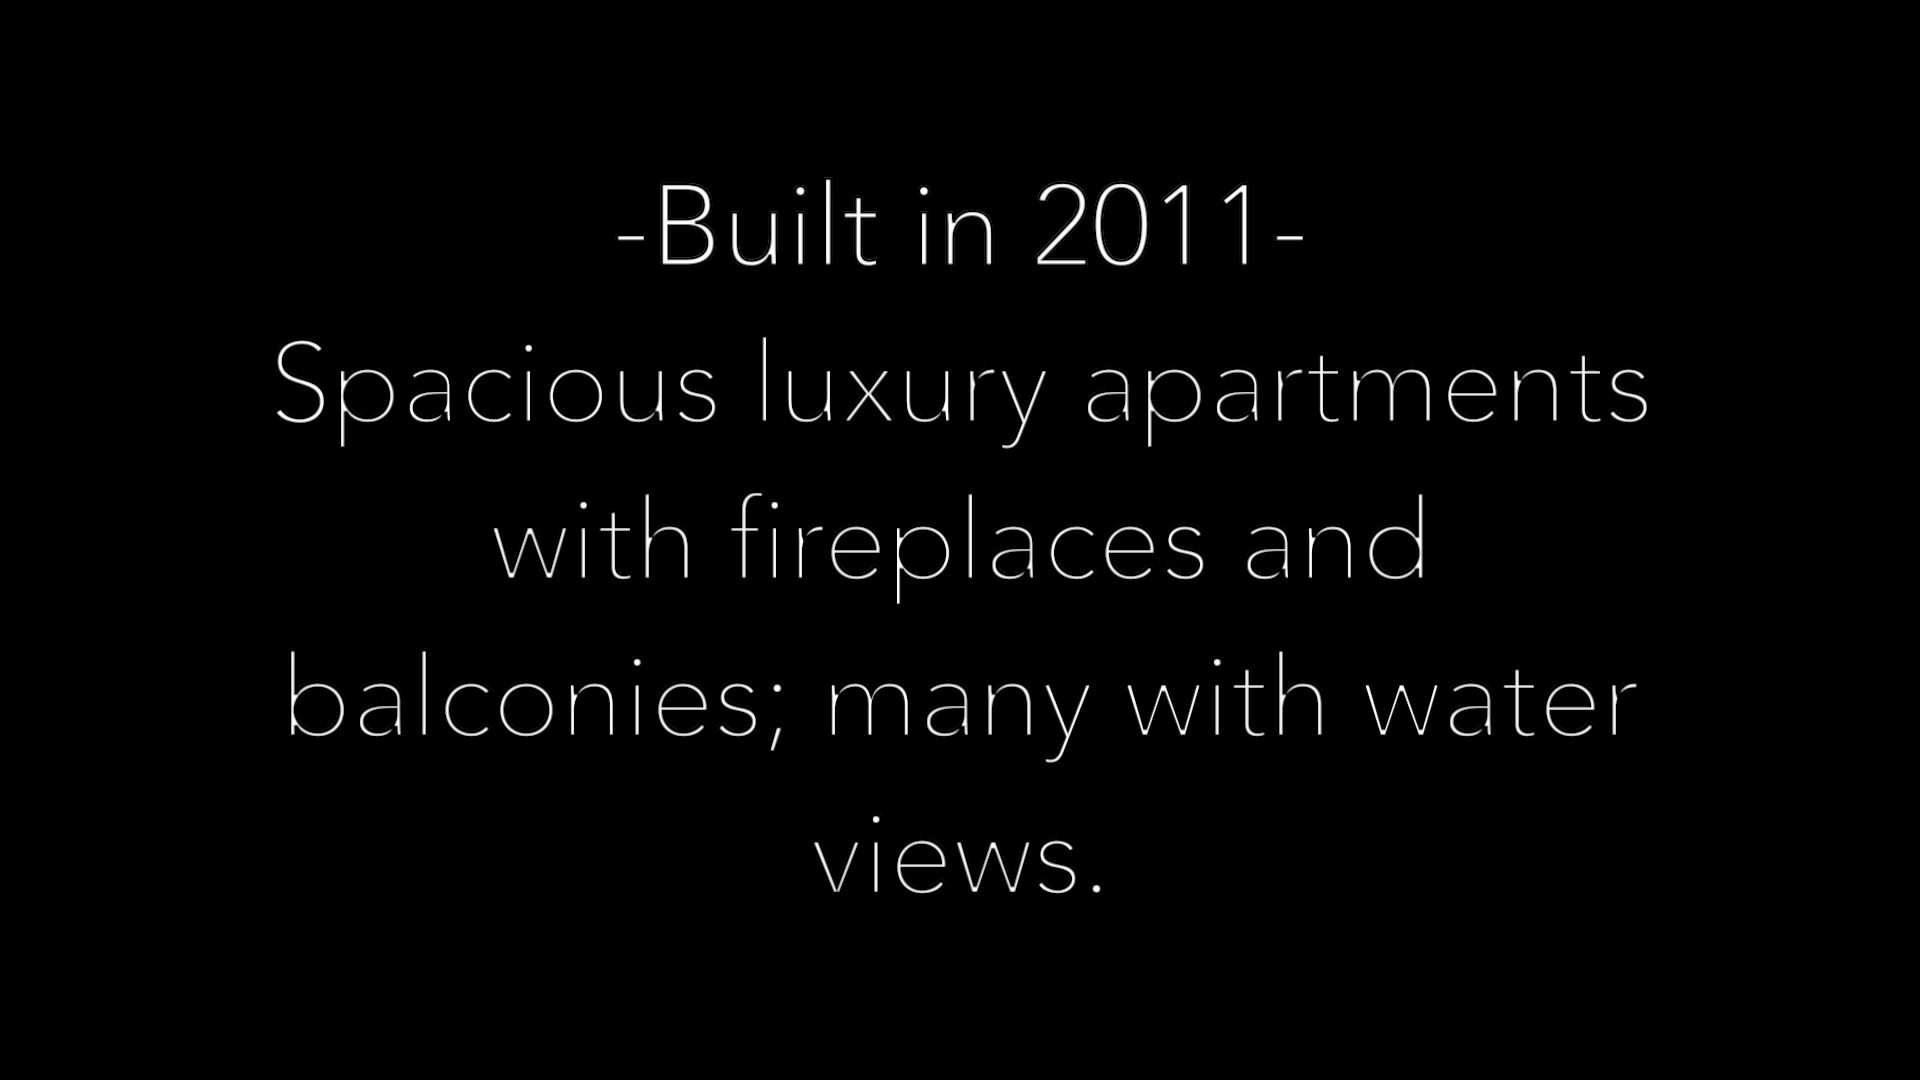 -Built in 2011-
Spacious luxury apartments
with fireplaces and
balconies; many with water
views.